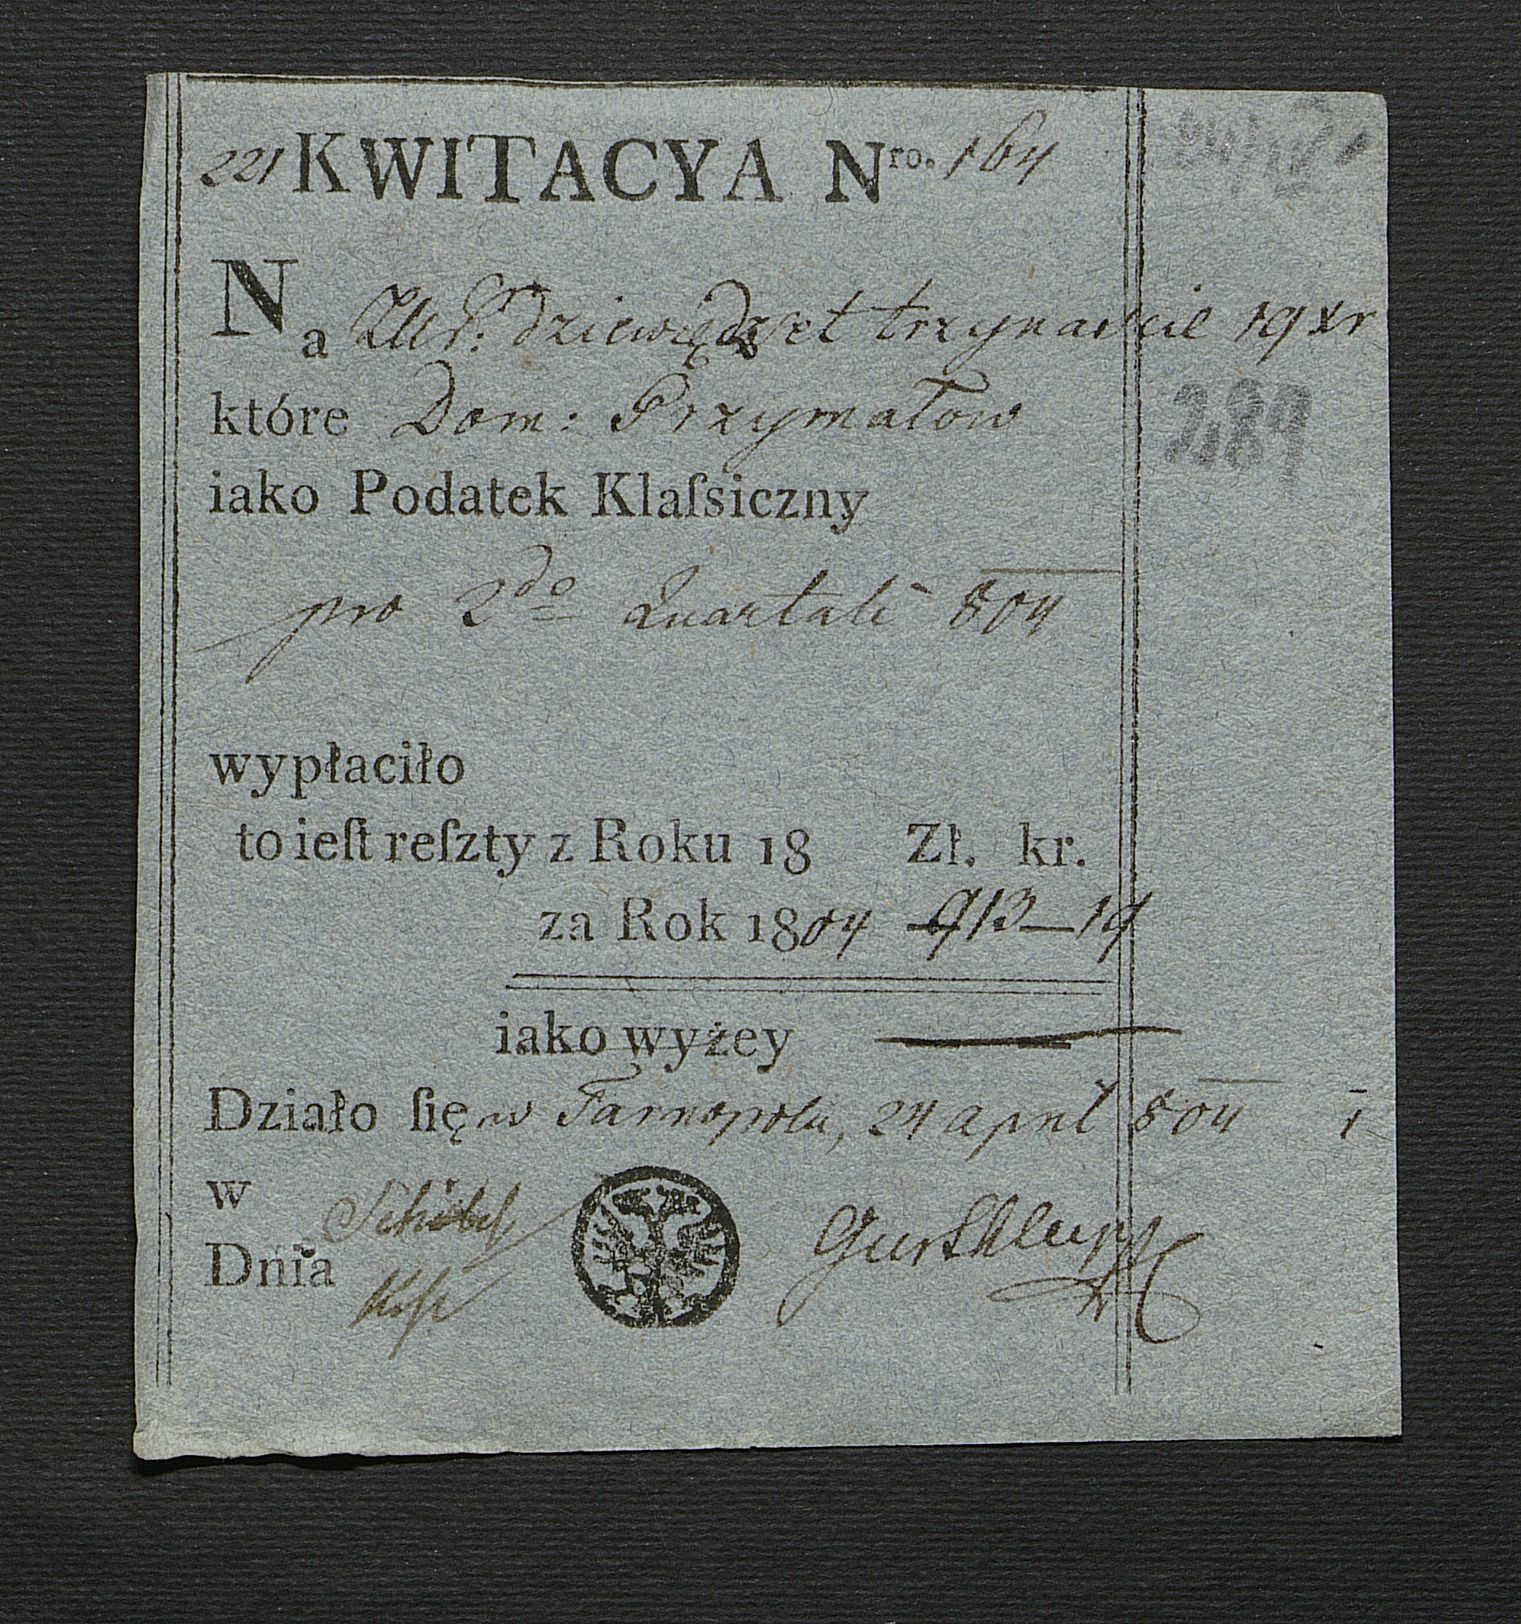 221 KWITACYA Nro. 164
Na ZłR: dziewięćset trzynaście 19 xr
które Dom: Przymałow
289
iako Podatek Klaſsiczny
pro 2do Quartali 804
wypłaciło
to ieſt reſzty z Roku 18 Zł. kr.
za Rok 1804 913—19
iako wyżey —
Działo ſię w Tarnopolu, 24 april 804
w
Dnia